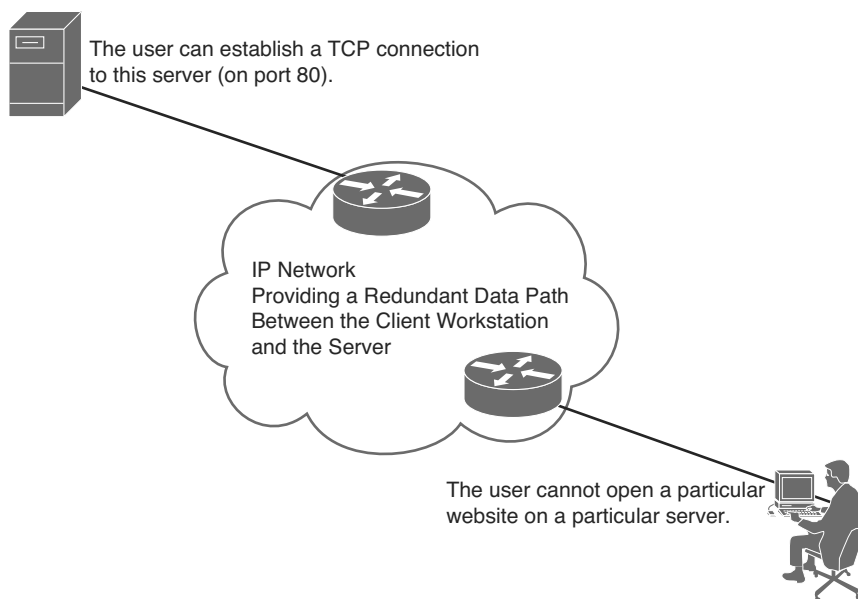 The user can establish a TCP connection
to this server (on port 80).
IP Network
Providing a Redundant Data Path
Between the Client Workstation
and the Server
The user cannot open a particular
website on a particular server.